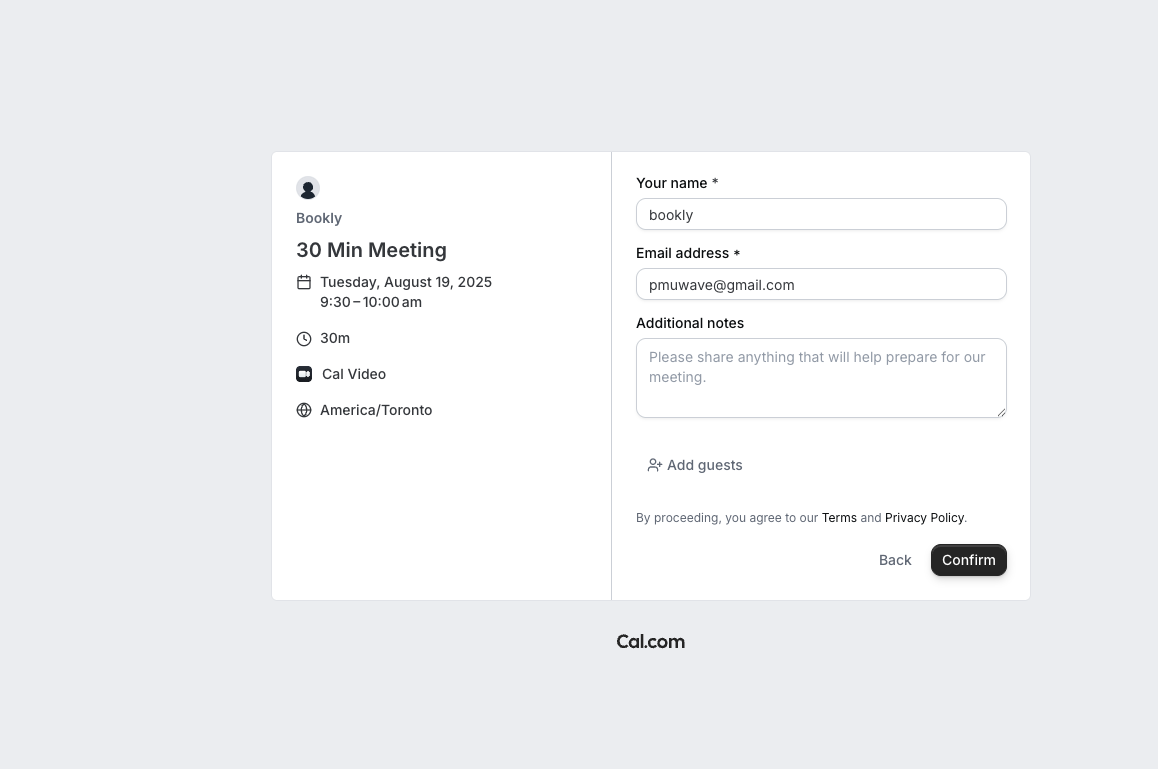 Bookly
30 Min Meeting
Tuesday, August 19, 2025
9:30 – 10:00 am
30m
Cal Video
America/Toronto
Your name *
bookly
Email address *
pmuwave@gmail.com
Additional notes
Please share anything that will help prepare for our
meeting.
Add guests
By proceeding, you agree to our Terms and Privacy Policy.
Back
Confirm
Cal.com